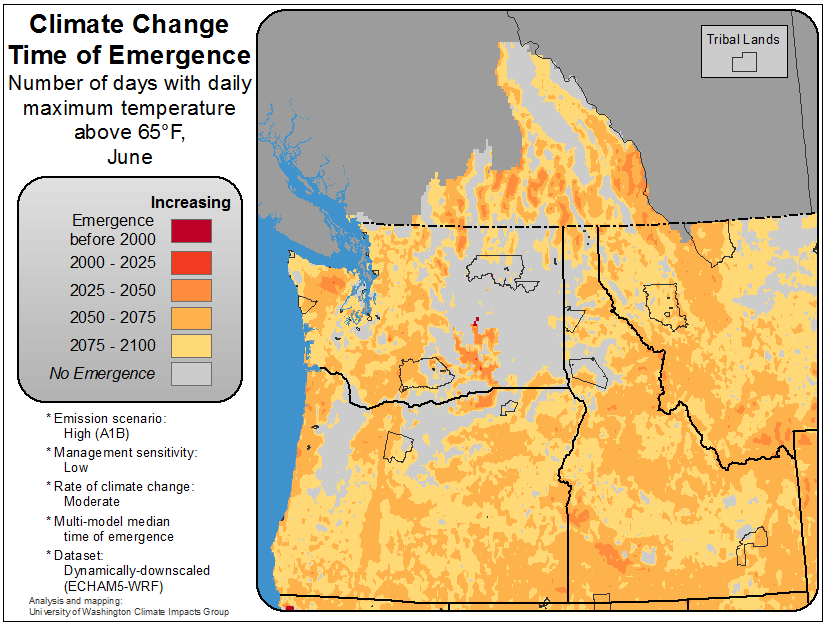 Climate Change
Time of Emergence
Number of days with daily
maximum temperature
above 65°F,
June
Increasing
Emergence
before 2000
2000 - 2025
2025 - 2050
2050 - 2075
2075 - 2100
No Emergence
* Emission scenario:
High (A1B)
* Management sensitivity:
Low
* Rate of climate change:
Moderate
* Multi-model median
time of emergence
* Dataset:
Dynamically-downscaled
(ECHAM5-WRF)
Analysis and mapping:
University of Washington Climate Impacts Group
Tribal Lands